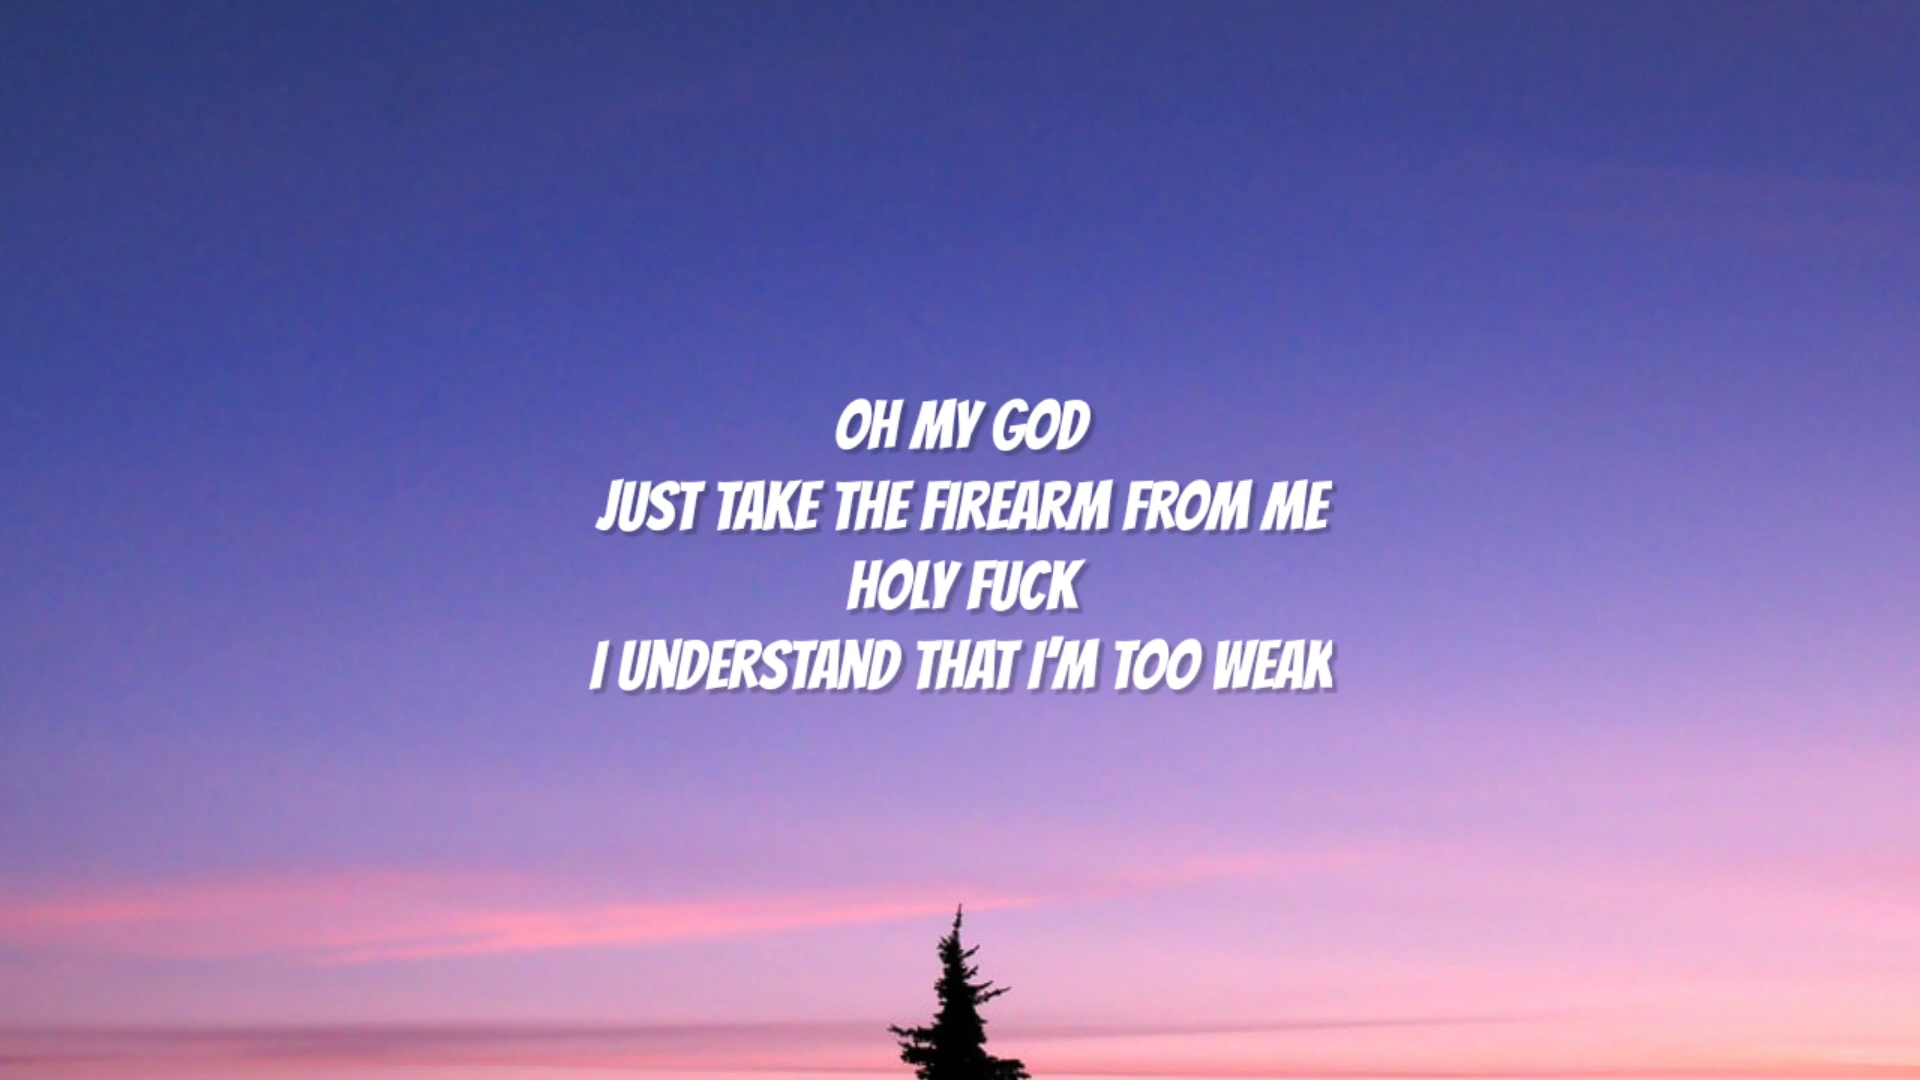 OH MY GOD
JUST TAKE THE FIREARM FROM ME
HOLY FUCK
I UNDERSTAND THAT I'M TOO WEAK